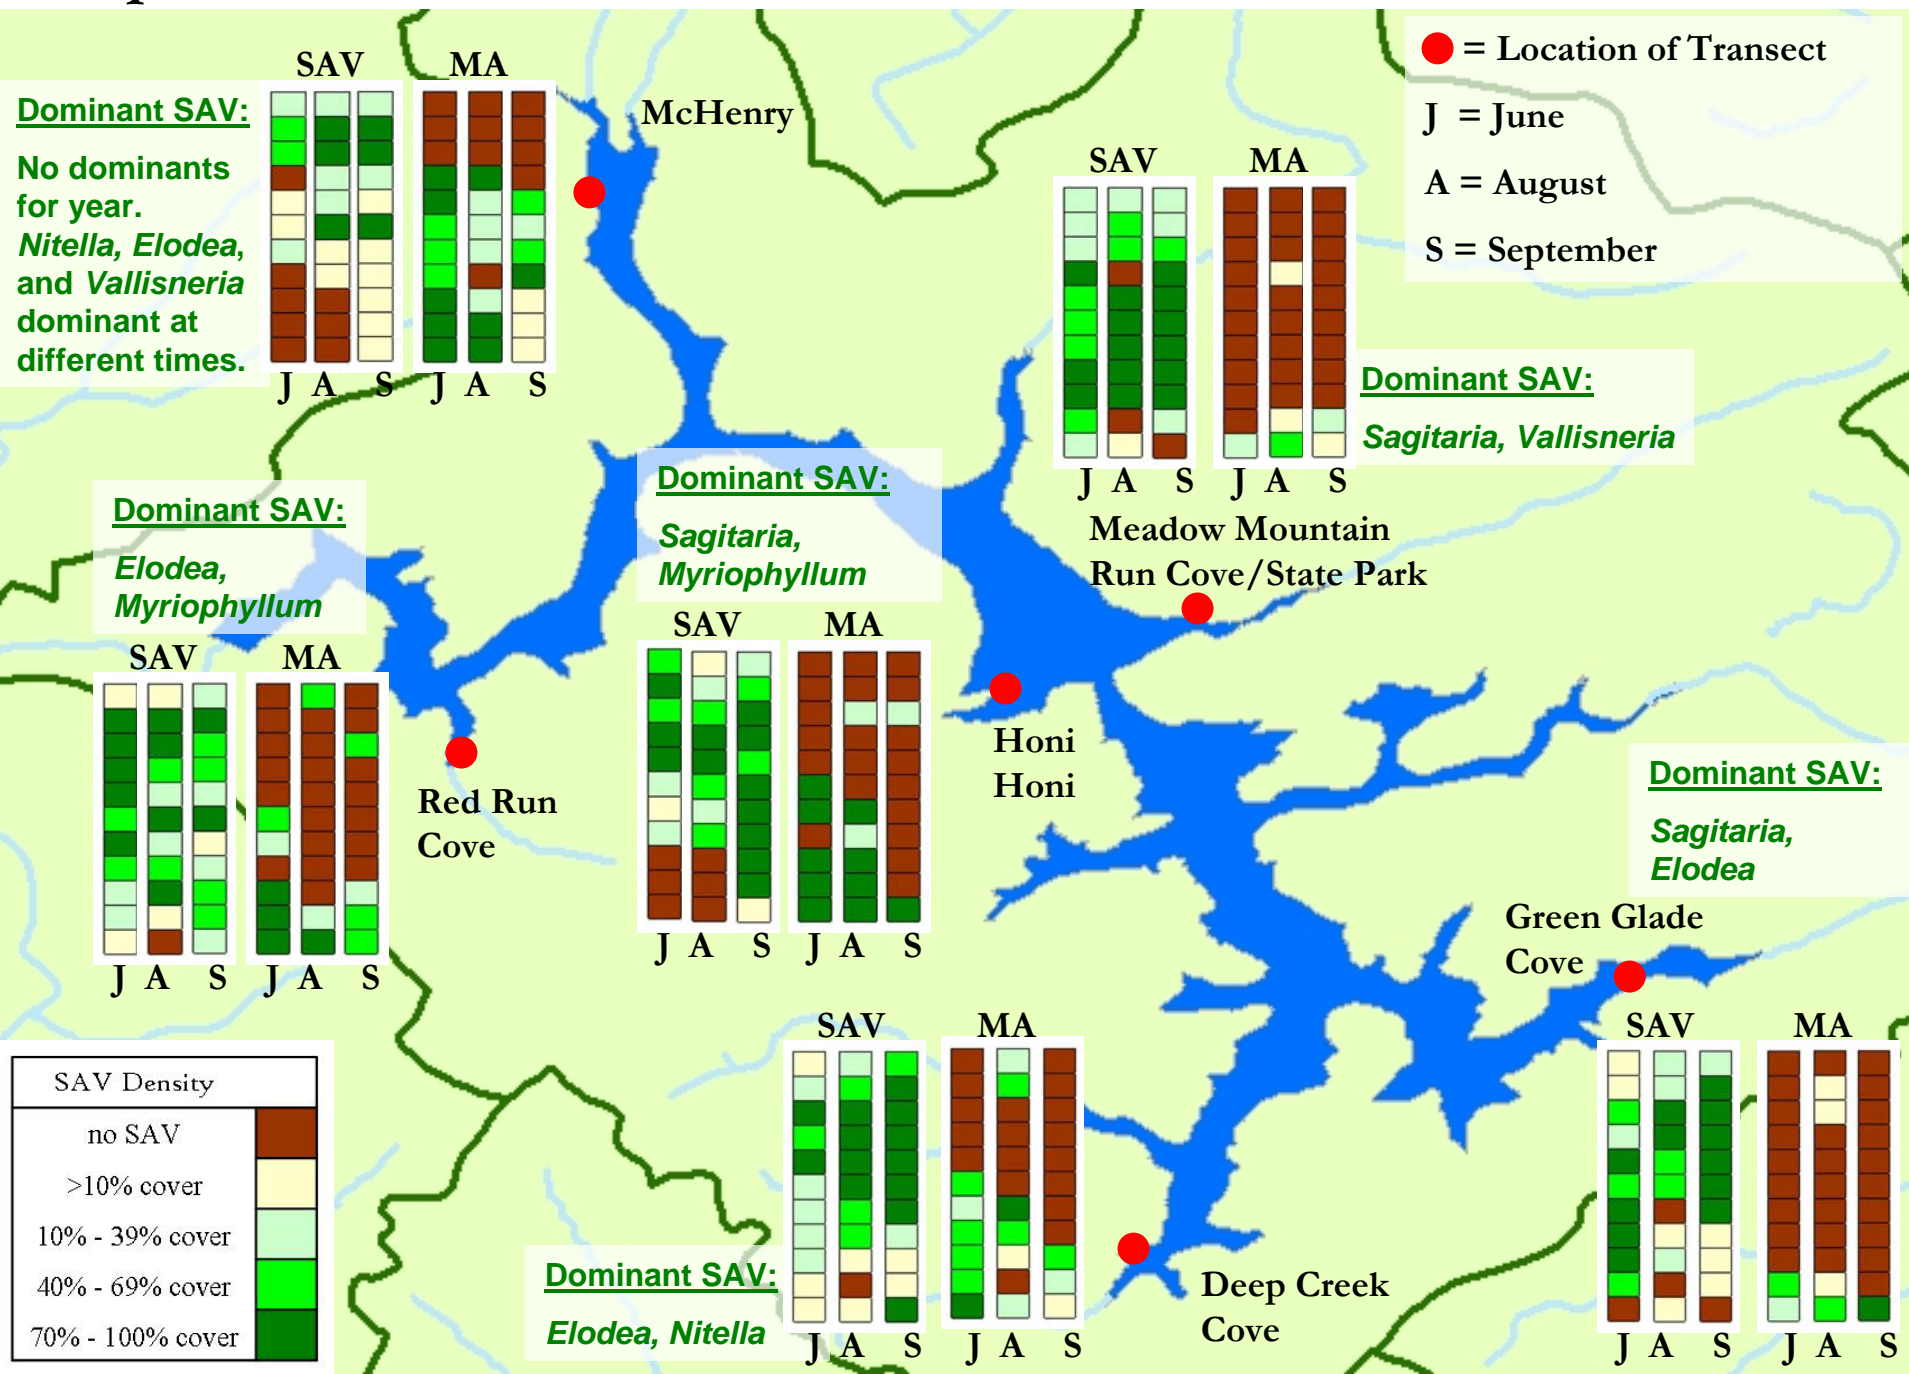 = Location of Transect
J = June
A = August
S = September
SAV MA
Dominant SAV:
No dominants
for year.
Nitella, Elodea,
and Vallisneria
dominant at
different times.
J A S J A S
McHenry
SAV MA
J A S J A S
Dominant SAV:
Sagitaria, Vallisneria
Meadow Mountain
Run Cove/State Park
Dominant SAV:
Elodea,
Myriophyllum
SAV MA
J A S J A S
Red Run
Cove
Dominant SAV:
Sagitaria,
Myriophyllum
SAV MA
J A S J A S
Honi
Honi
Dominant SAV:
Sagitaria,
Elodea
Green Glade
Cove
SAV MA
J A S J A S
SAV MA
Dominant SAV:
Elodea, Nitella
J A S J A S
Deep Creek
Cove
SAV Density
no SAV
>10% cover
10% - 39% cover
40% - 69% cover
70% - 100% cover